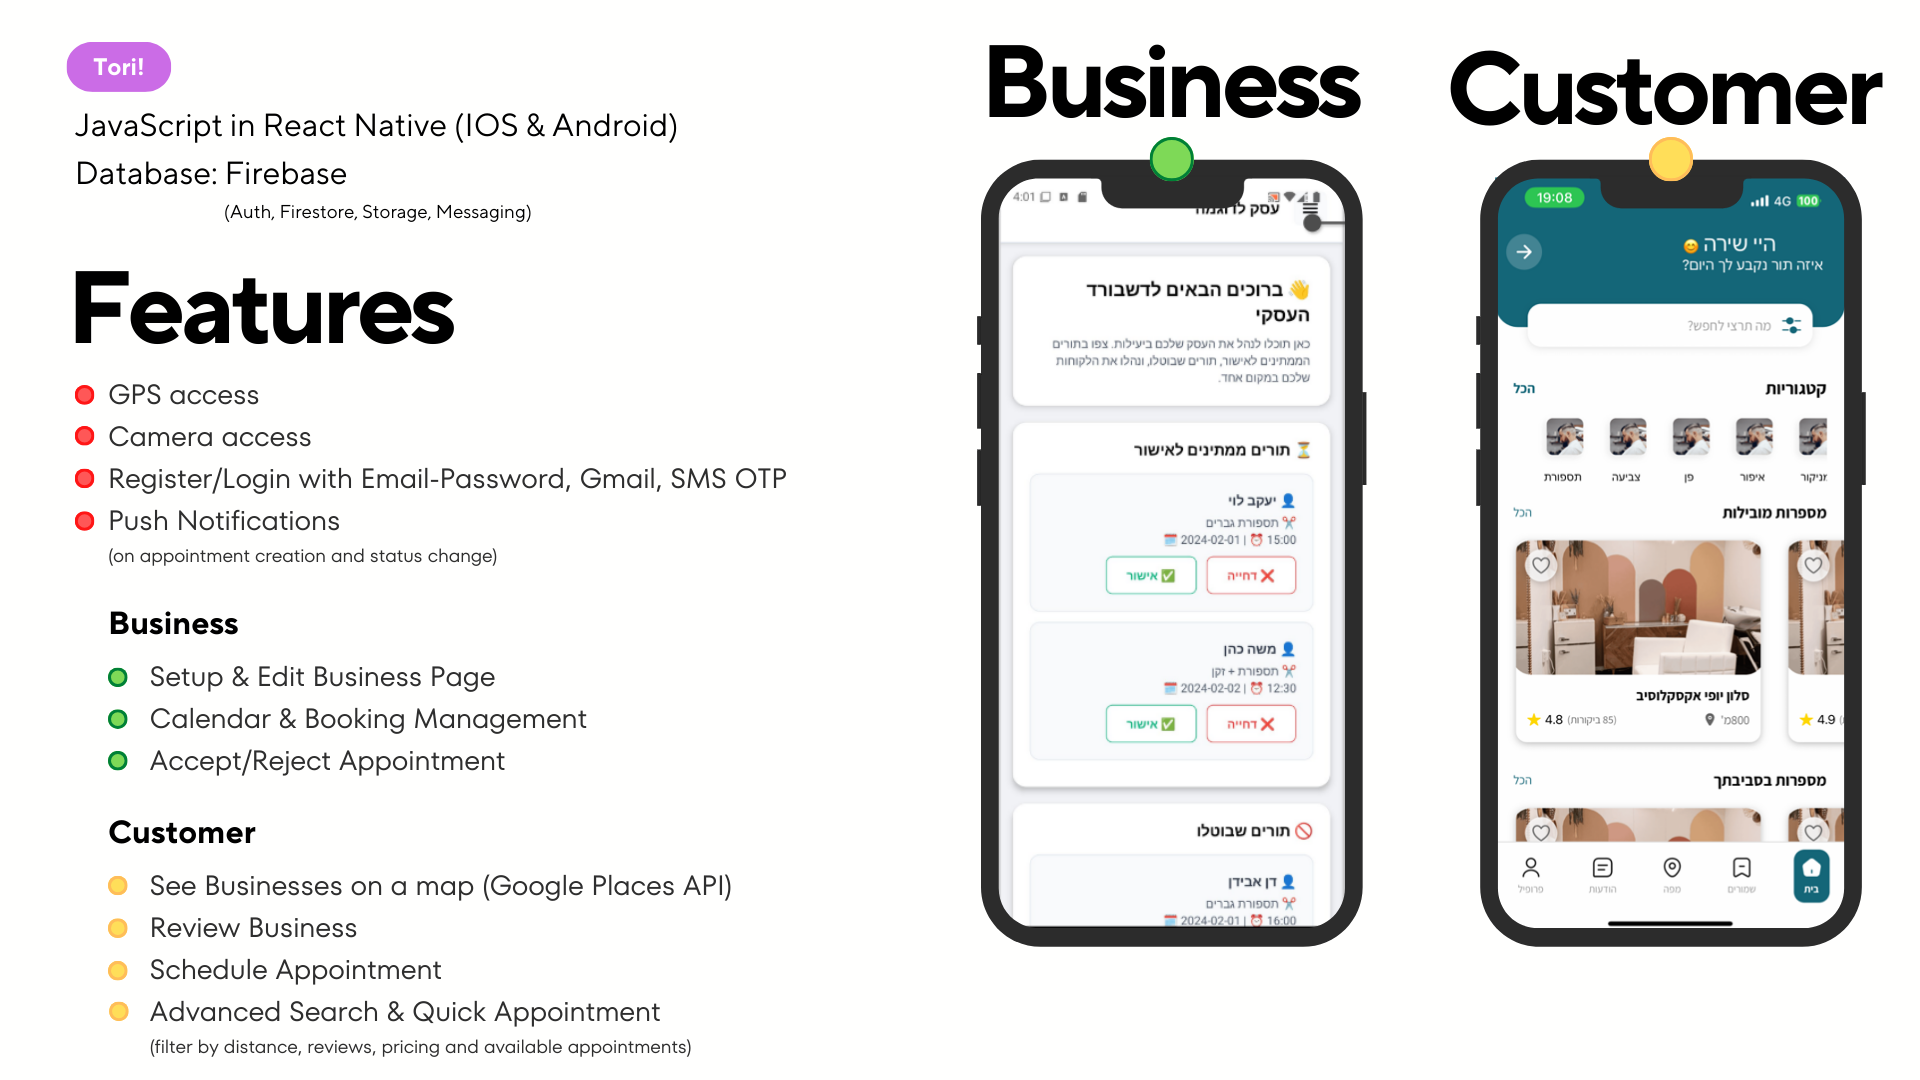 Tori!
JavaScript in React Native (IOS & Android)
Database: Firebase
(Auth, Firestore, Storage, Messaging)
Features
GPS access
Camera access
Register/Login with Email-Password, Gmail, SMS OTP
Push Notifications
(on appointment creation and status change)
Business
Setup & Edit Business Page
Calendar & Booking Management
Accept/Reject Appointment
Customer
See Businesses on a map (Google Places API)
Review Business
Schedule Appointment
Advanced Search & Quick Appointment
(filter by distance, reviews, pricing and available appointments)
Business
4:01
עסק לדוגמה
👋 ברוכים הבאים לדשבורד
העסקי
כאן תוכלו לנהל את העסק שלכם ביעילות. צפו בתורים
הממתינים לאישור, תורים שבוטלו, ונהלו את הלקוחות
שלכם במקום אחד.
⏳ תורים ממתינים לאישור
👤 יעקב לוי
✂️ תספורת גברים
🗓️ 2024-02-01 | ⏰ 15:00
❌ דחייה
✅ אישור
👤 משה כהן
✂️ תספורת + זקן
🗓️ 2024-02-02 | ⏰ 12:30
❌ דחייה
✅ אישור
🚫 תורים שבוטלו
👤 דן אבידן
✂️ תספורת גברים
🗓️ 2024-02-01 | ⏰ 16:00
Customer
19:08
4G 100
היי שירה 😊
איזה תור נקבע לך היום?
מה תרצי לחפש?
קטגוריות
הכל
מניקור
איפור
פן
צביעה
תספורת
מספרות מובילות
הכל
סלון יופי אקסקלוסיב
800מ'
4.8 (85 ביקורות)
4.9
מספרות בסביבתך
הכל
בית
שמורים
מפה
הודעות
פרופיל